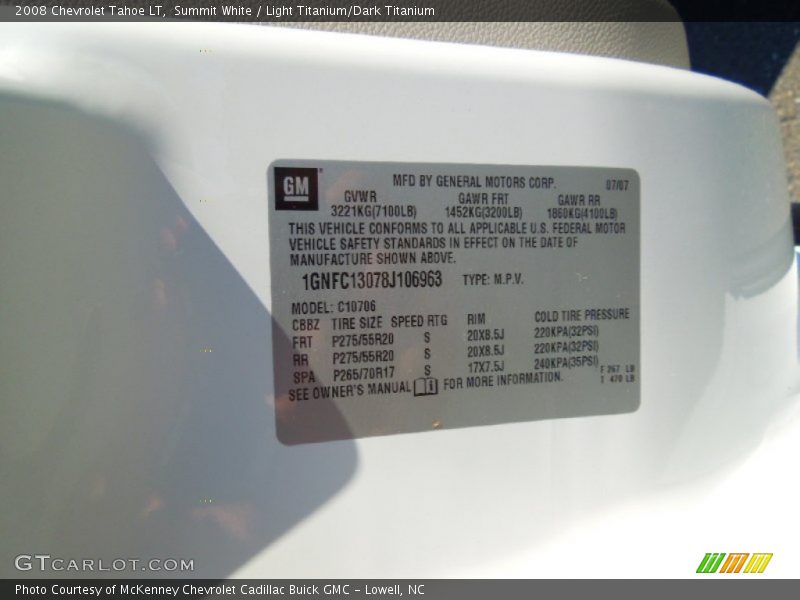 2008 Chevrolet Tahoe LT, Summit White / Light Titanium/Dark Titanium
GM
MFD BY GENERAL MOTORS CORP. 07/07
GVWR GAWR FRT GAWR RR
3221KG(7100LB) 1452KG(3200LB) 1860KG(4100LB)
THIS VEHICLE CONFORMS TO ALL APPLICABLE U.S. FEDERAL MOTOR
VEHICLE SAFETY STANDARDS IN EFFECT ON THE DATE OF
MANUFACTURE SHOWN ABOVE.
1GNFC13078J106963 TYPE: M.P.V.
MODEL: C10706
CBBZ TIRE SIZE SPEED RTG RIM COLD TIRE PRESSURE
FRT P275/55R20 S 20X8.5J 220KPA(32PSI)
RR P275/55R20 S 20X8.5J 220KPA(32PSI)
SPA P265/70R17 S 17X7.5J 240KPA(35PSI)
F 267 LB
T 470 LB
SEE OWNER'S MANUAL FOR MORE INFORMATION.
GTCARLOT.COM
Photo Courtesy of McKenney Chevrolet Cadillac Buick GMC - Lowell, NC